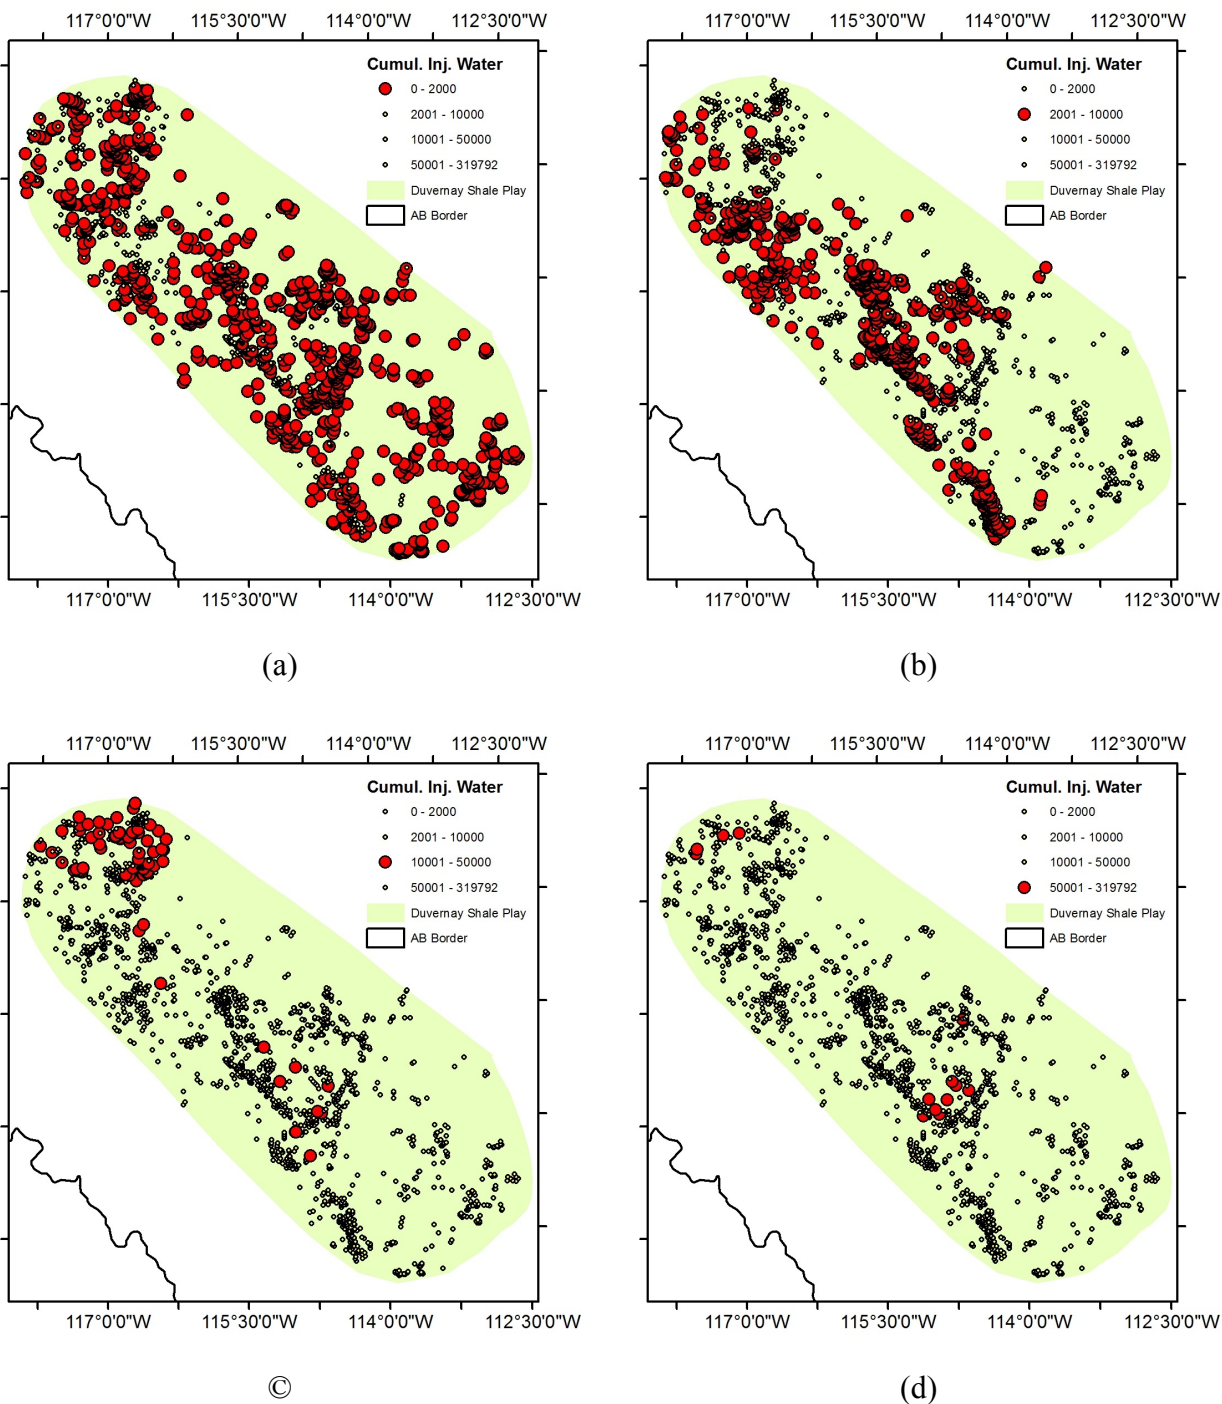 117°0'0"W 115°30'0"W 114°0'0"W 112°30'0"W
Cumul. Inj. Water
0 - 2000
2001 - 10000
10001 - 50000
50001 - 319792
Duvernay Shale Play
AB Border
117°0'0"W 115°30'0"W 114°0'0"W 112°30'0"W
(a)
117°0'0"W 115°30'0"W 114°0'0"W 112°30'0"W
Cumul. Inj. Water
0 - 2000
2001 - 10000
10001 - 50000
50001 - 319792
Duvernay Shale Play
AB Border
117°0'0"W 115°30'0"W 114°0'0"W 112°30'0"W
(b)
117°0'0"W 115°30'0"W 114°0'0"W 112°30'0"W
Cumul. Inj. Water
0 - 2000
2001 - 10000
10001 - 50000
50001 - 319792
Duvernay Shale Play
AB Border
117°0'0"W 115°30'0"W 114°0'0"W 112°30'0"W
©
117°0'0"W 115°30'0"W 114°0'0"W 112°30'0"W
Cumul. Inj. Water
0 - 2000
2001 - 10000
10001 - 50000
50001 - 319792
Duvernay Shale Play
AB Border
117°0'0"W 115°30'0"W 114°0'0"W 112°30'0"W
(d)